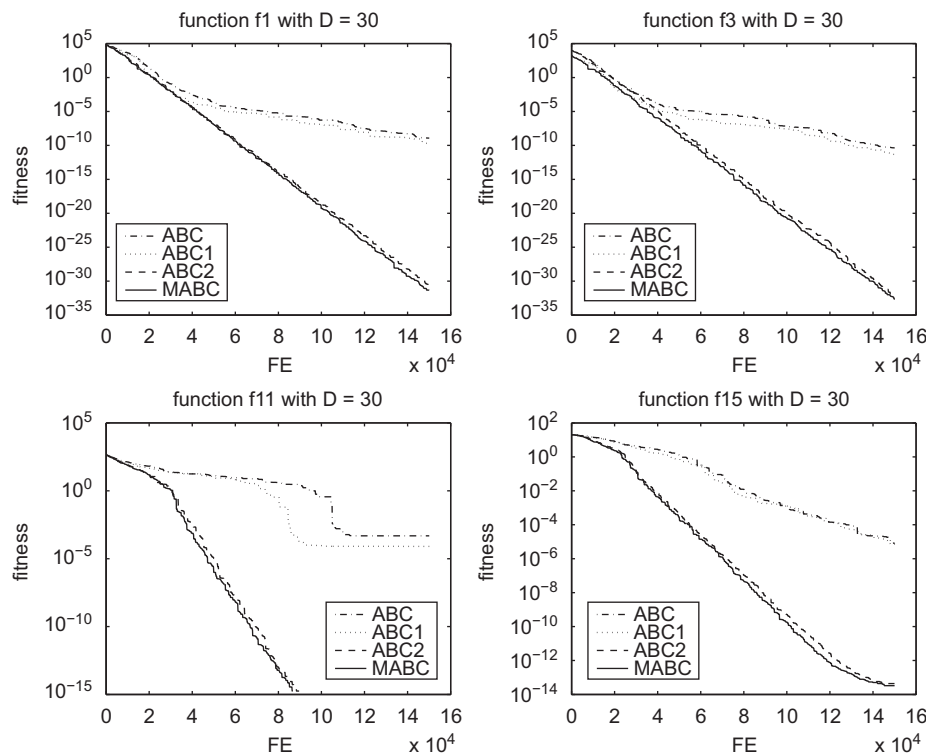 function f1 with D = 30
10^5
10^0
10^−5
10^−10
10^−15
10^−20
10^−25
10^−30
10^−35
fitness
ABC
ABC1
ABC2
MABC
0 2 4 6 8 10 12 14 16
FE
x 10^4
function f3 with D = 30
10^5
10^0
10^−5
10^−10
10^−15
10^−20
10^−25
10^−30
10^−35
fitness
ABC
ABC1
ABC2
MABC
0 2 4 6 8 10 12 14 16
FE
x 10^4
function f11 with D = 30
10^5
10^0
10^−5
10^−10
10^−15
fitness
ABC
ABC1
ABC2
MABC
0 2 4 6 8 10 12 14 16
FE
x 10^4
function f15 with D = 30
10^2
10^0
10^−2
10^−4
10^−6
10^−8
10^−10
10^−12
10^−14
fitness
ABC
ABC1
ABC2
MABC
0 2 4 6 8 10 12 14 16
FE
x 10^4